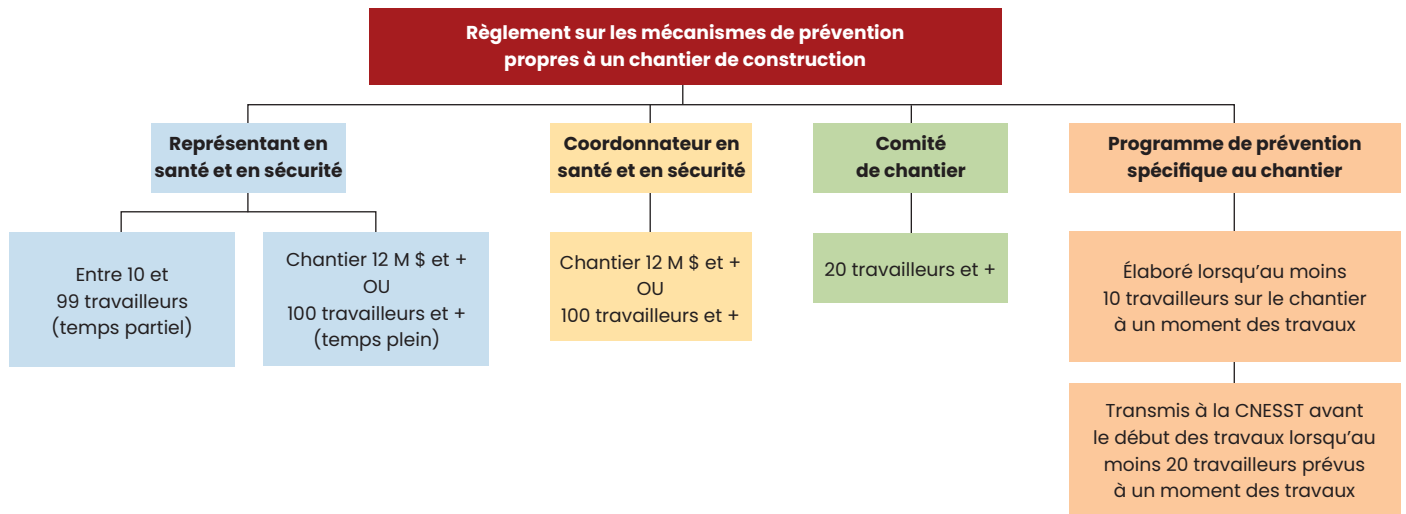 Règlement sur les mécanismes de prévention
propres à un chantier de construction
Représentant en
santé et en sécurité
Entre 10 et
99 travailleurs
(temps partiel)
Chantier 12 M $ et +
OU
100 travailleurs et +
(temps plein)
Coordonnateur en
santé et en sécurité
Chantier 12 M $ et +
OU
100 travailleurs et +
Comité
de chantier
20 travailleurs et +
Programme de prévention
spécifique au chantier
Élaboré lorsqu’au moins
10 travailleurs sur le chantier
à un moment des travaux
Transmis à la CNESST avant
le début des travaux lorsqu’au
moins 20 travailleurs prévus
à un moment des travaux